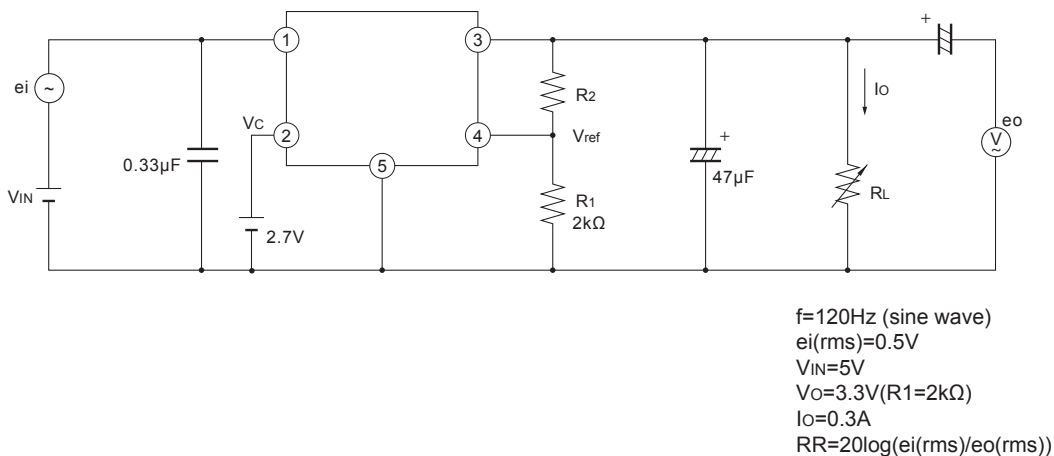 1
3
+
ei
~
R2
IO
VC
2
4
Vref
+
eo
V
~
0.33µF
5
47µF
VIN
R1
2kΩ
RL
2.7V
f=120Hz (sine wave)
ei(rms)=0.5V
VIN=5V
VO=3.3V(R1=2kΩ)
IO=0.3A
RR=20log(ei(rms)/eo(rms))